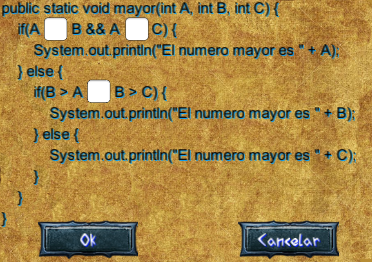 public static void mayor(int A, int B, int C) {
if(A B && A C) {
System.out.println("El numero mayor es " + A);
} else {
if(B > A B > C) {
System.out.println("El numero mayor es " + B);
} else {
System.out.println("El numero mayor es " + C);
}
}
}
Ok Cancelar